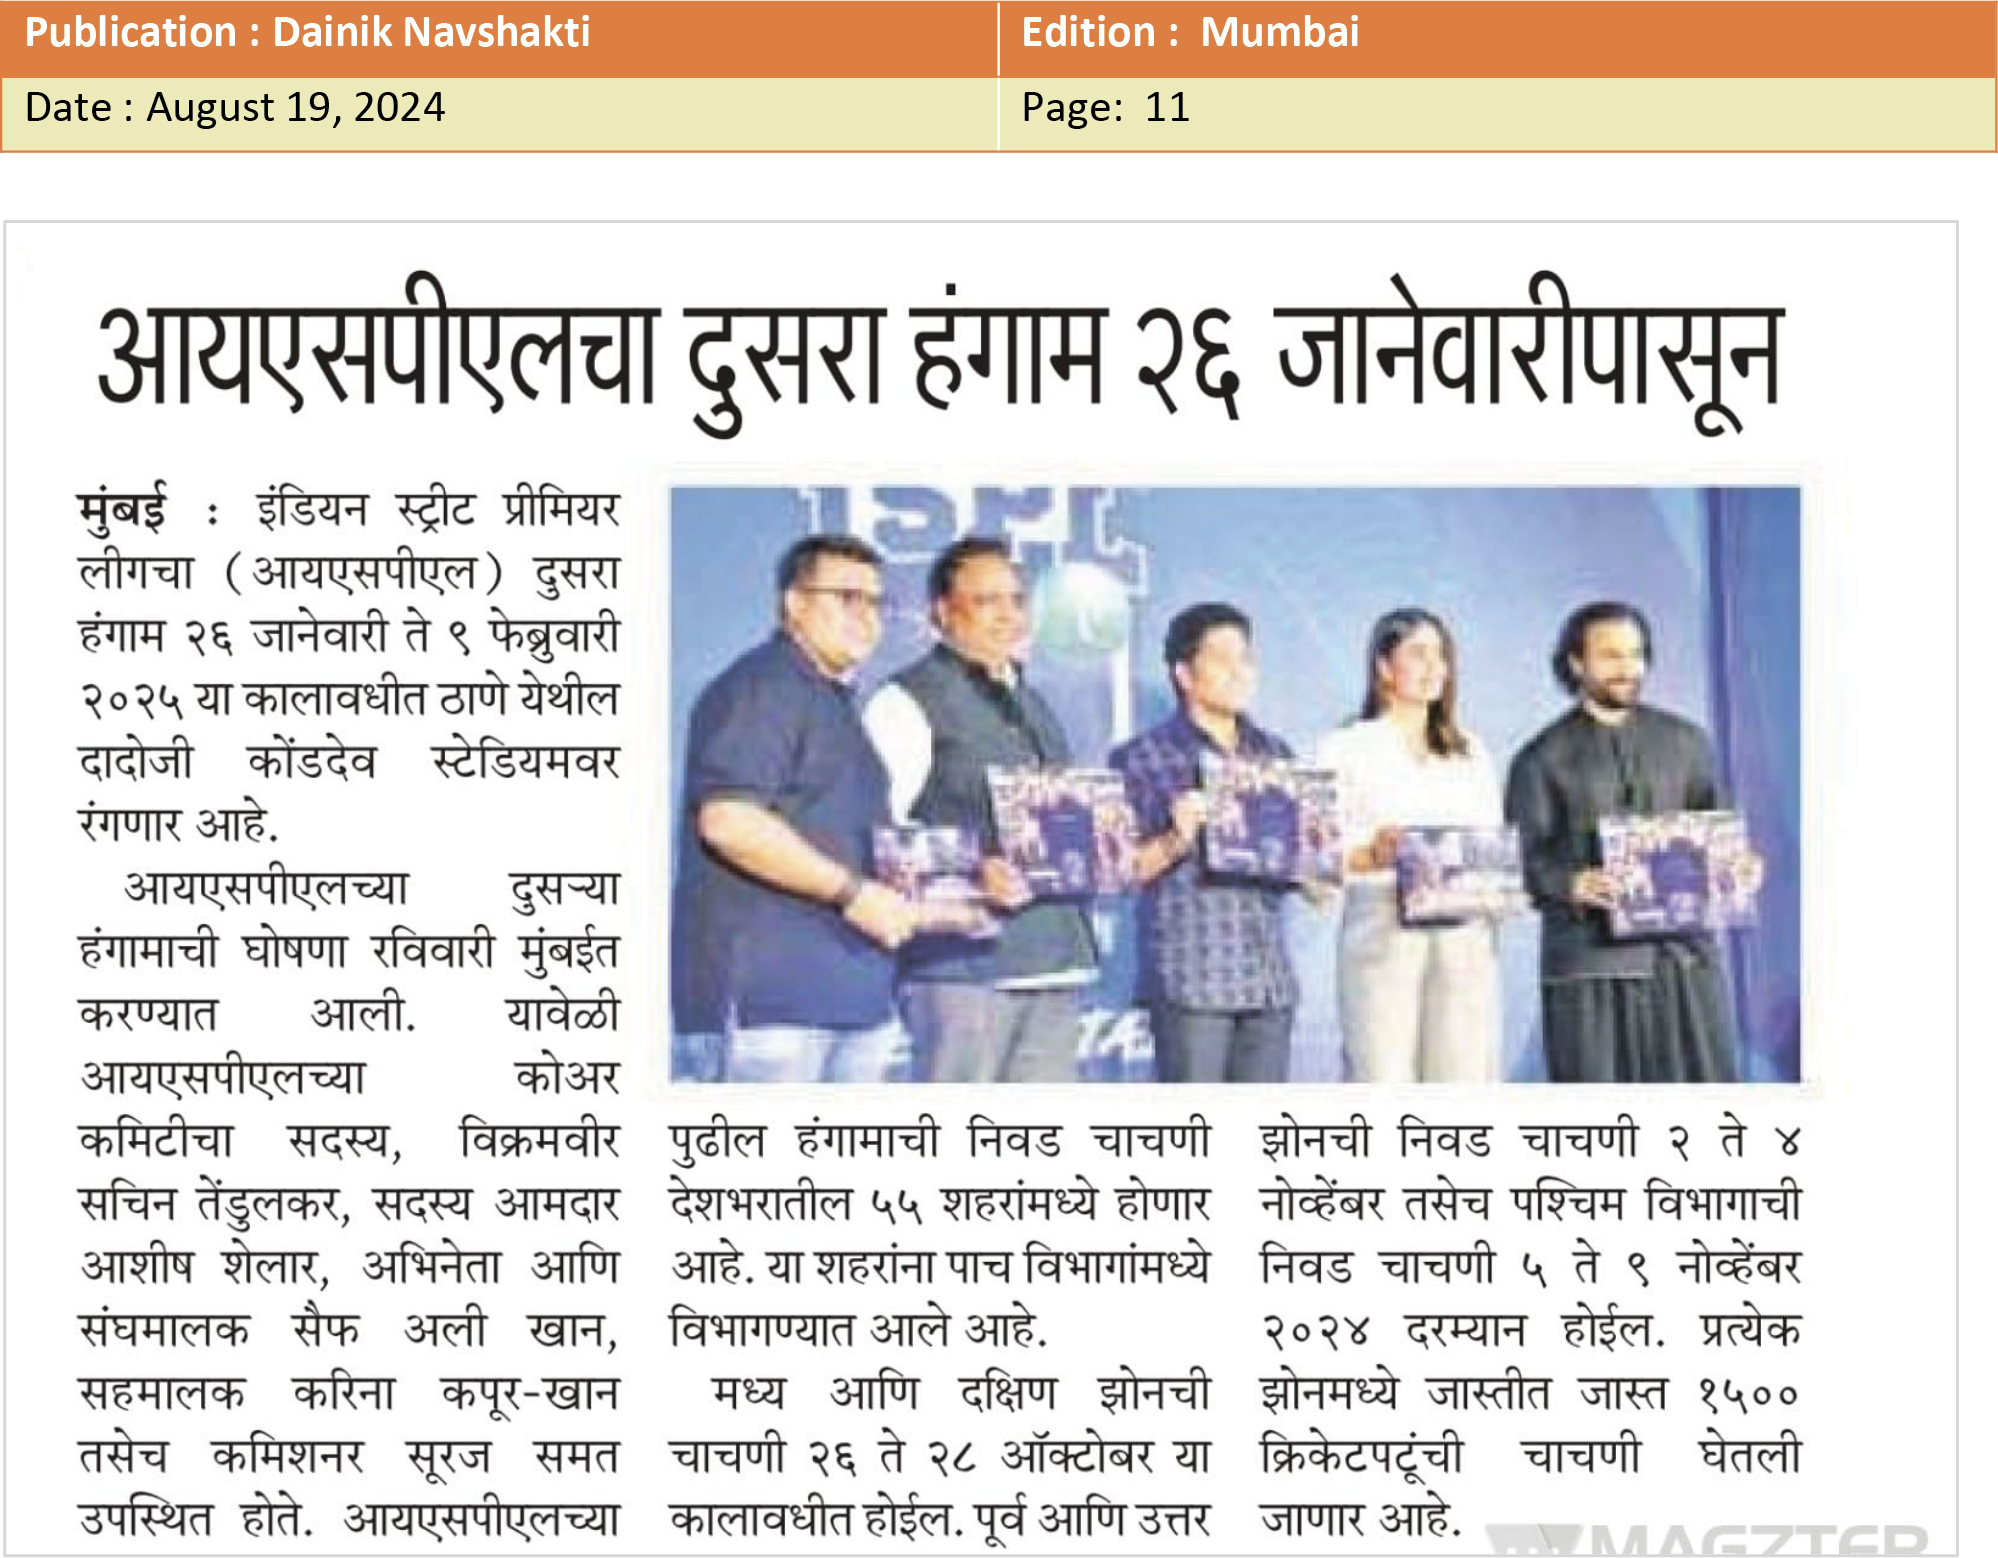 Publication : Dainik Navshakti
Edition : Mumbai
Date : August 19, 2024
Page: 11
आयएसपीएलचा दुसरा हंगाम २६ जानेवारीपासून
मुंबई : इंडियन स्ट्रीट प्रीमियर
लीगचा (आयएसपीएल) दुसरा
हंगाम २६ जानेवारी ते ९ फेब्रुवारी
२०२५ या कालावधीत ठाणे येथील
दादोजी कोंडदेव स्टेडियमवर
रंगणार आहे.
आयएसपीएलच्या दुसऱ्या
हंगामाची घोषणा रविवारी मुंबईत
करण्यात आली. यावेळी
आयएसपीएलच्या कोअर
कमिटीचा सदस्य, विक्रमवीर
सचिन तेंडुलकर, सदस्य आमदार
आशीष शेलार, अभिनेता आणि
संघमालक सैफ अली खान,
सहमालक करिना कपूर-खान
तसेच कमिशनर सूरज समत
उपस्थित होते. आयएसपीएलच्या
ISPL
पुढील हंगामाची निवड चाचणी
देशभरातील ५५ शहरांमध्ये होणार
आहे. या शहरांना पाच विभागांमध्ये
विभागण्यात आले आहे.
मध्य आणि दक्षिण झोनची
चाचणी २६ ते २८ ऑक्टोबर या
कालावधीत होईल. पूर्व आणि उत्तर
झोनची निवड चाचणी २ ते ४
नोव्हेंबर तसेच पश्चिम विभागाची
निवड चाचणी ५ ते ९ नोव्हेंबर
२०२४ दरम्यान होईल. प्रत्येक
झोनमध्ये जास्तीत जास्त १५००
क्रिकेटपटूंची चाचणी घेतली
जाणार आहे.
MAGZTER